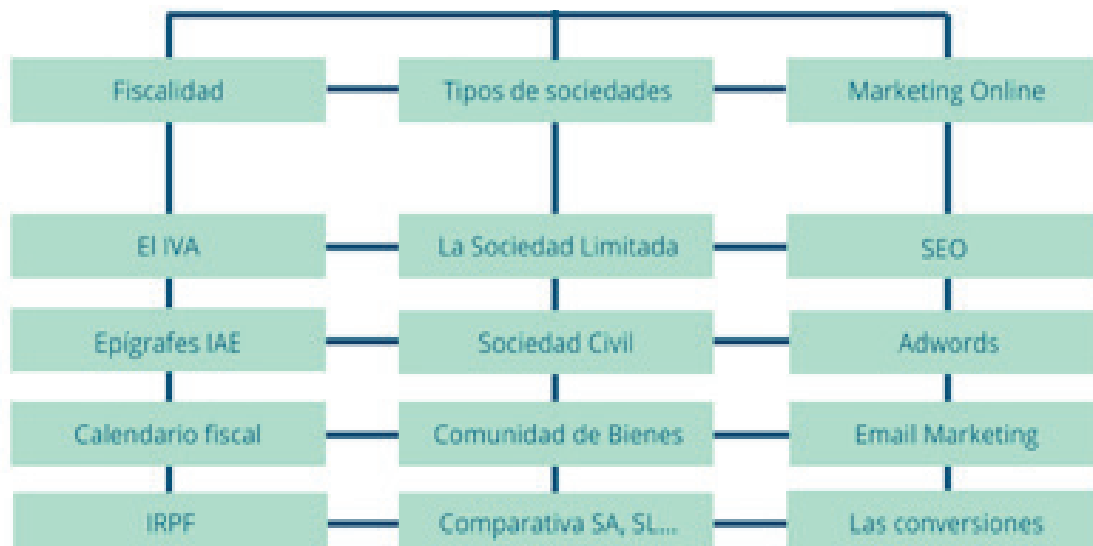 Fiscalidad
Tipos de sociedades
Marketing Online
El IVA
La Sociedad Limitada
SEO
Epígrafes IAE
Sociedad Civil
Adwords
Calendario fiscal
Comunidad de Bienes
Email Marketing
IRPF
Comparativa SA, SL...
Las conversiones